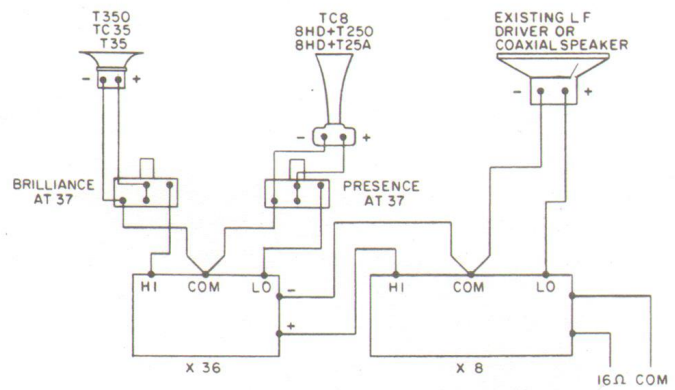 T350
TC35
T35
- +
TC8
8HD+T250
8HD+T25A
- +
EXISTING LF
DRIVER OR
COAXIAL SPEAKER
- +
BRILLIANCE
AT 37
PRESENCE
AT 37
HI COM LO
-
+
X 36
HI COM LO
X 8
16Ω COM